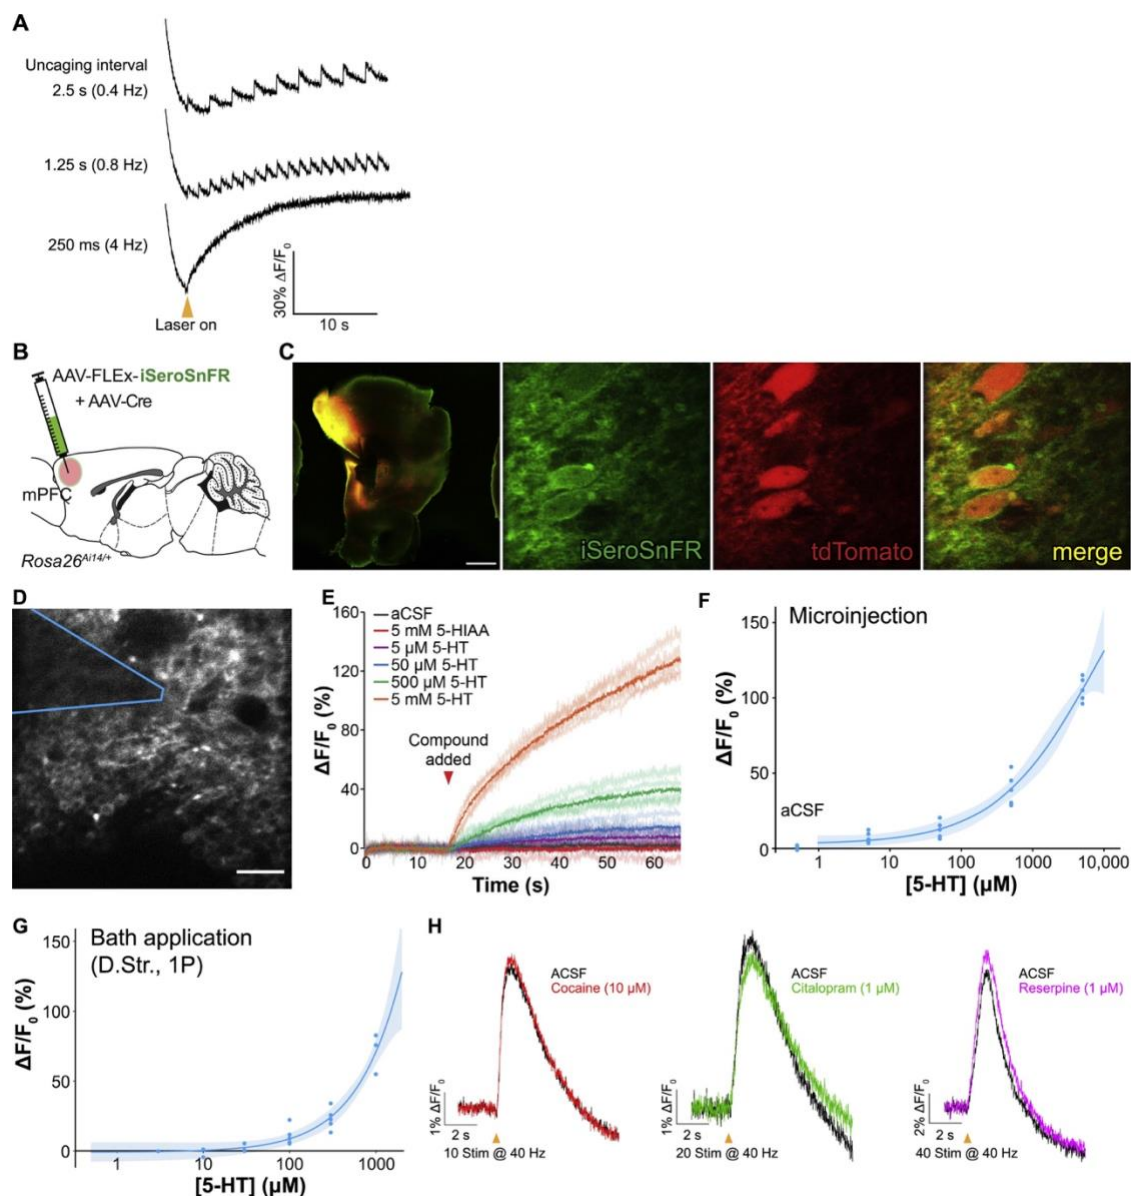 A
Uncaging interval
2.5 s (0.4 Hz)
1.25 s (0.8 Hz)
250 ms (4 Hz)
30% ΔF/F₀
10 s
Laser on
B
AAV-FLEx-iSeroSnFR
+ AAV-Cre
mPFC
Rosa26^Ai14/+
C
iSeroSnFR
tdTomato
merge
D
E
160
120
80
40
0
ΔF/F₀ (%)
aCSF
5 mM 5-HIAA
5 µM 5-HT
50 µM 5-HT
500 µM 5-HT
5 mM 5-HT
Compound
added
0 10 20 30 40 50 60
Time (s)
F
Microinjection
150
100
50
0
ΔF/F₀ (%)
aCSF
1 10 100 1000 10,000
[5-HT] (µM)
G
Bath application
(D.Str., 1P)
150
100
50
0
ΔF/F₀ (%)
1 10 100 1000
[5-HT] (µM)
H
ACSF
Cocaine (10 µM)
1% ΔF/F₀
2 s
10 Stim @ 40 Hz
ACSF
Citalopram (1 µM)
1% ΔF/F₀
2 s
20 Stim @ 40 Hz
ACSF
Reserpine (1 µM)
2% ΔF/F₀
2 s
40 Stim @ 40 Hz